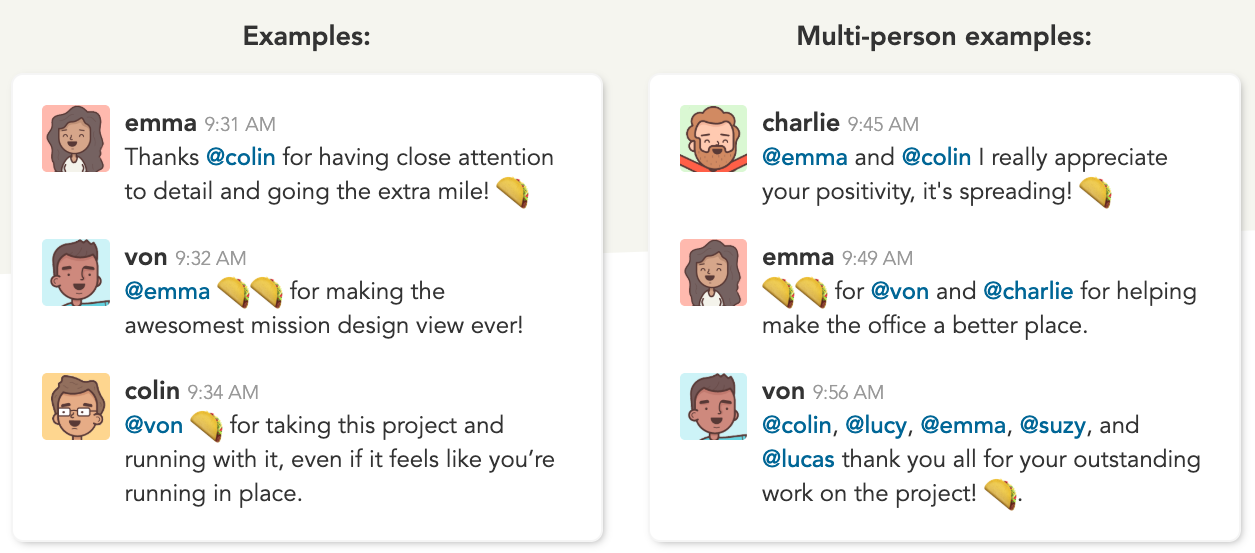 Examples:
emma 9:31 AM
Thanks @colin for having close attention
to detail and going the extra mile! 🌮
von 9:32 AM
@emma 🌮🌮 for making the
awesomest mission design view ever!
colin 9:34 AM
@von 🌮 for taking this project and
running with it, even if it feels like you’re
running in place.
Multi-person examples:
charlie 9:45 AM
@emma and @colin I really appreciate
your positivity, it's spreading! 🌮
emma 9:49 AM
🌮🌮 for @von and @charlie for helping
make the office a better place.
von 9:56 AM
@colin, @lucy, @emma, @suzy, and
@lucas thank you all for your outstanding
work on the project! 🌮.